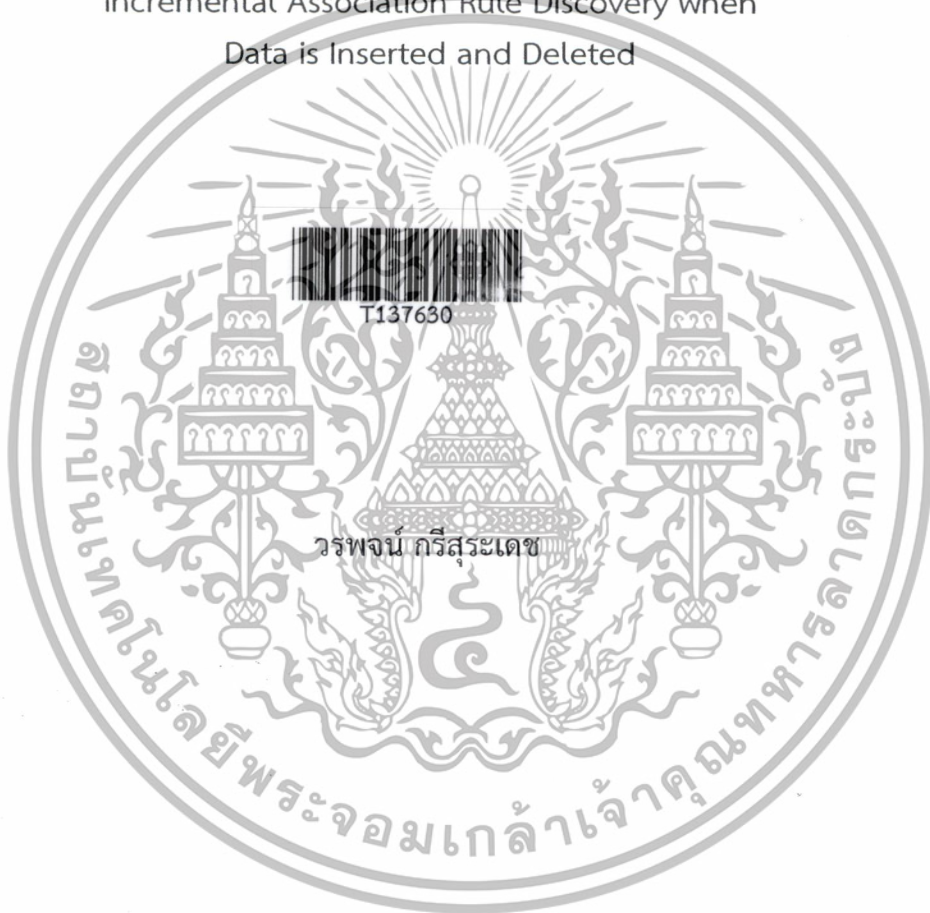 Incremental Association Rule Discovery when
Data is Inserted and Deleted
T137630
วรพจน์ กรีสุระเดช
สถาบันเทคโนโลยีพระจอมเกล้าเจ้าคุณทหารลาดกระบัง